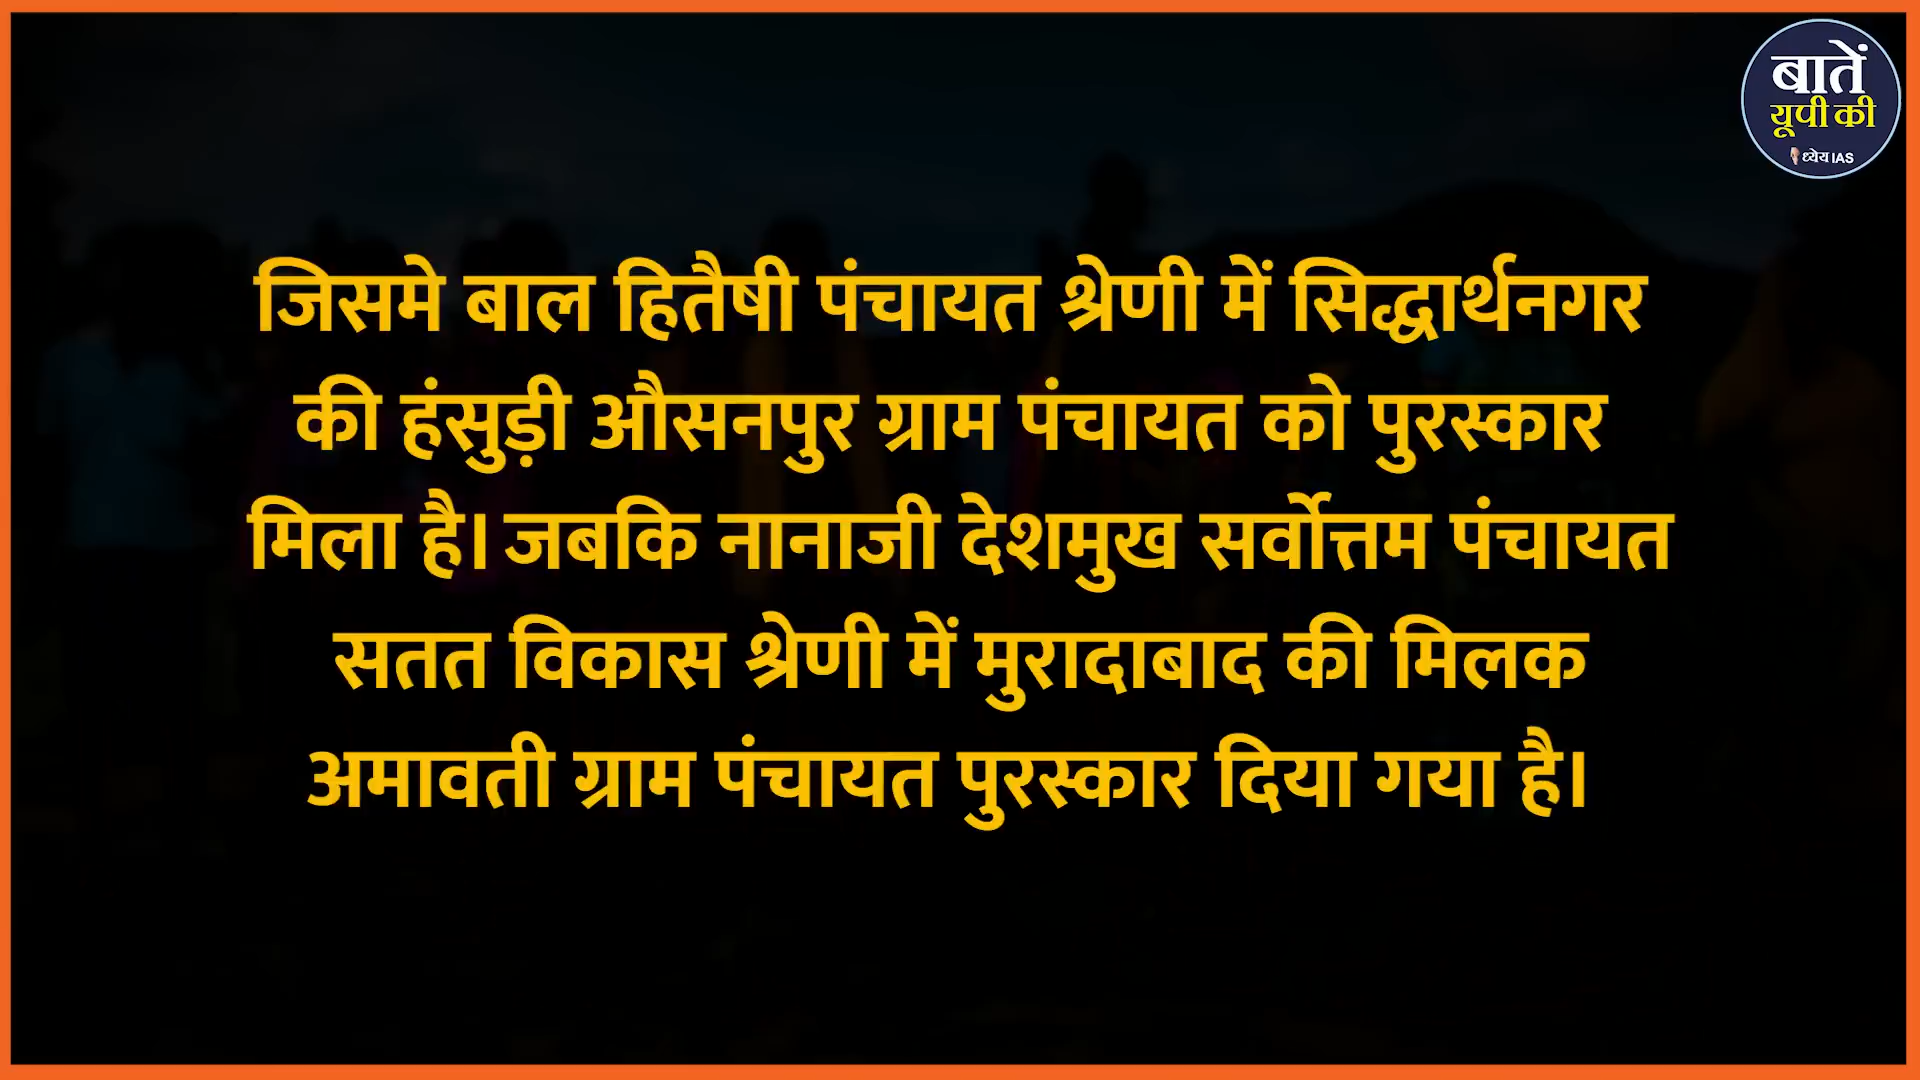 बातें
यूपी की
ध्येय IAS
जिसमे बाल हितैषी पंचायत श्रेणी में सिद्धार्थनगर
की हंसुड़ी औसनपुर ग्राम पंचायत को पुरस्कार
मिला है। जबकि नानाजी देशमुख सर्वोत्तम पंचायत
सतत विकास श्रेणी में मुरादाबाद की मिलक
अमावती ग्राम पंचायत पुरस्कार दिया गया है।